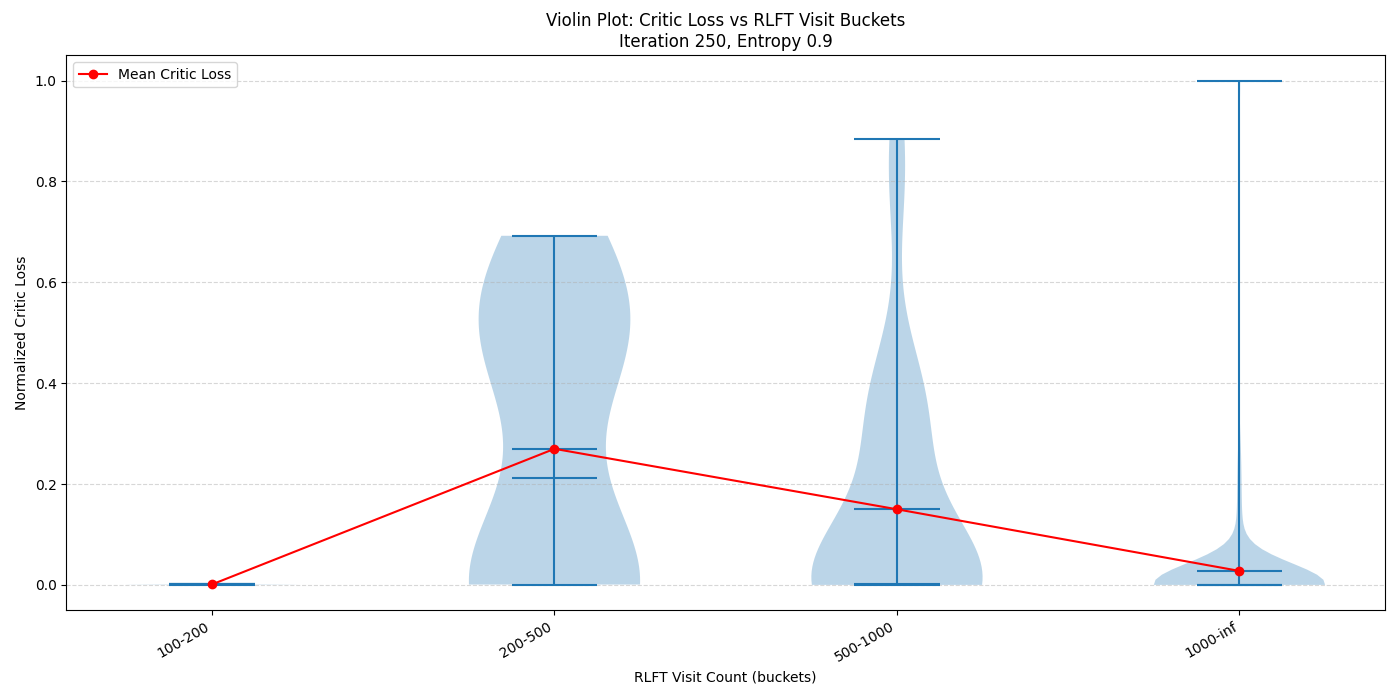 Violin Plot: Critic Loss vs RLFT Visit Buckets
Iteration 250, Entropy 0.9
Mean Critic Loss
Normalized Critic Loss
1.0
0.8
0.6
0.4
0.2
0.0
100-200
200-500
500-1000
1000-inf
RLFT Visit Count (buckets)